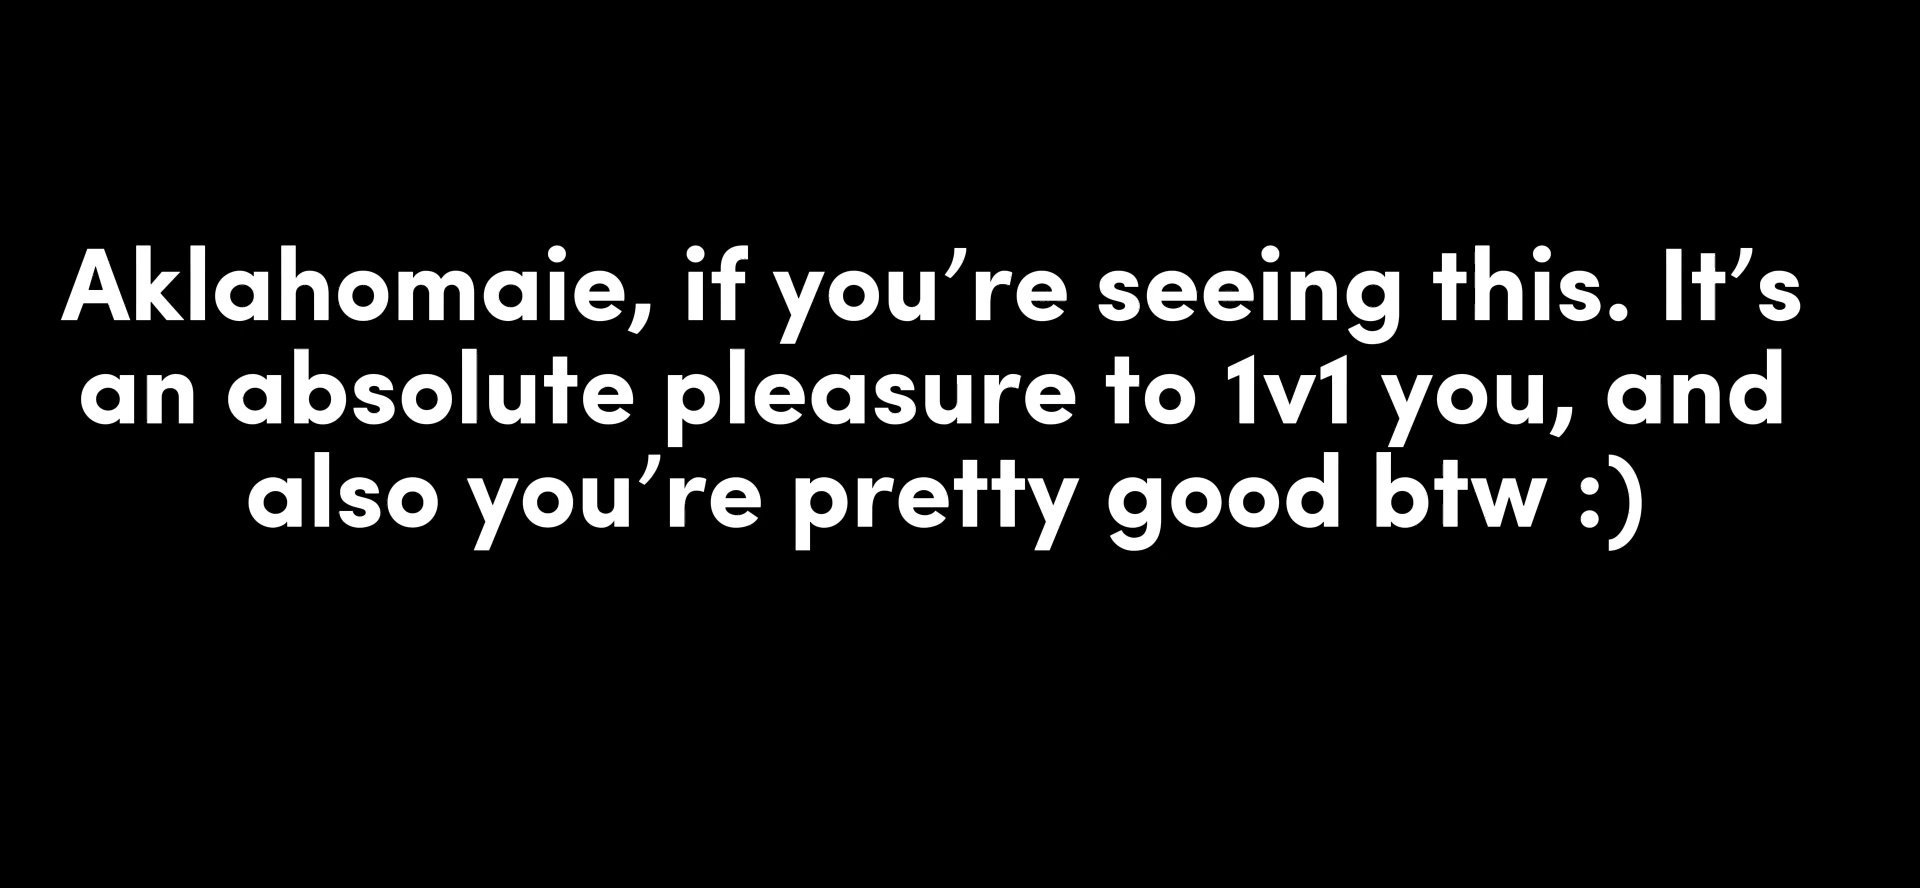 Aklahomaie, if you’re seeing this. It’s
an absolute pleasure to 1v1 you, and
also you’re pretty good btw :)